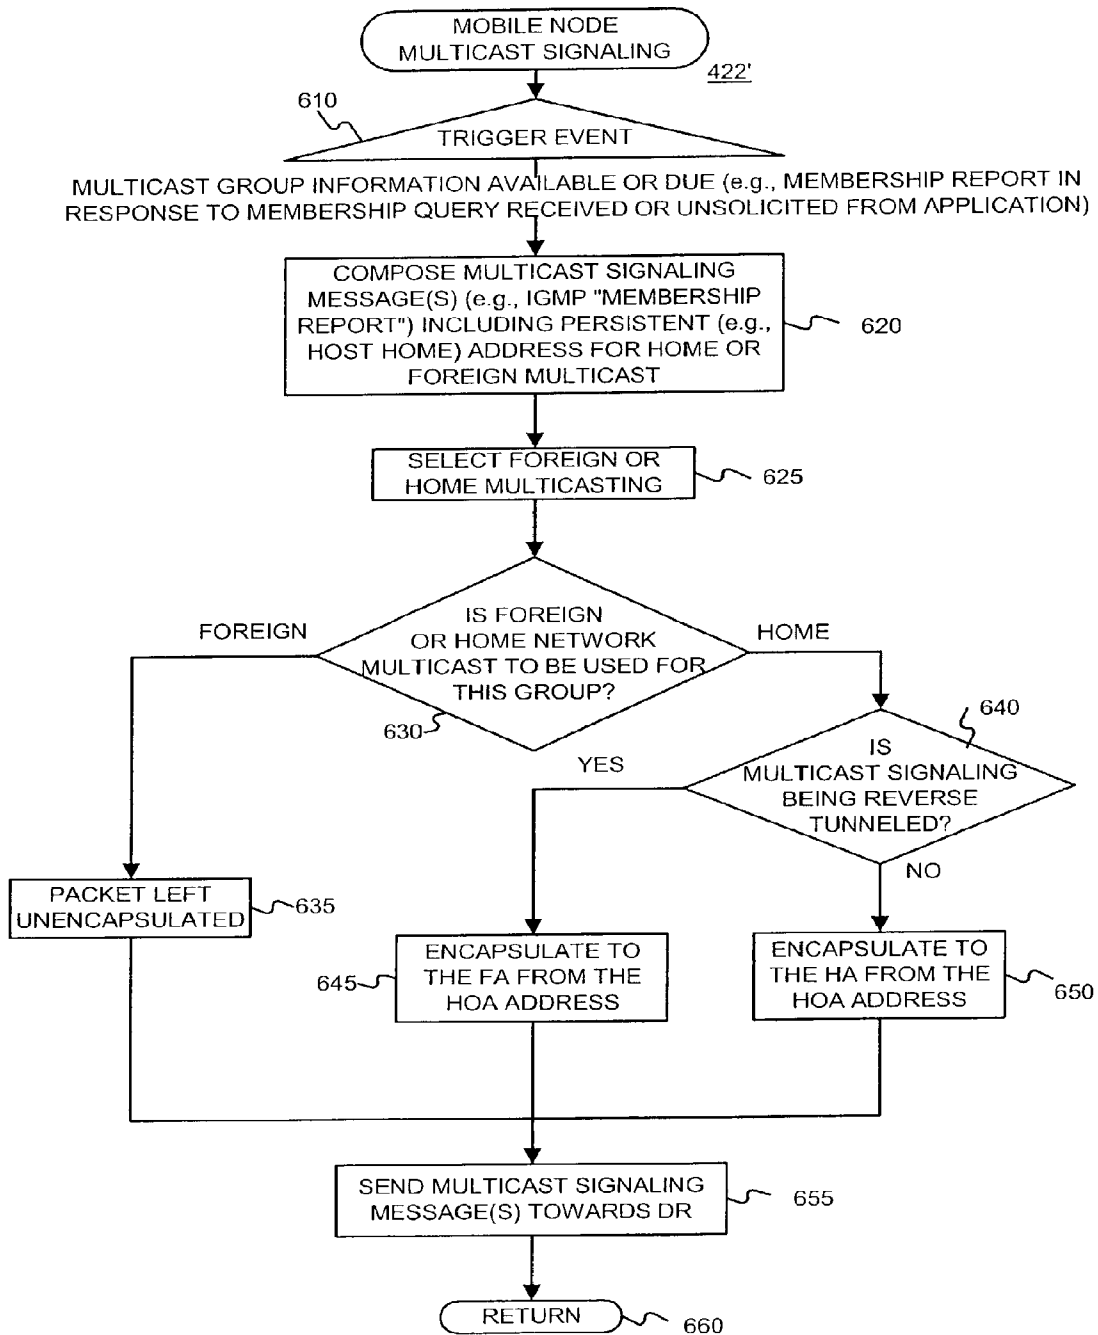 MOBILE NODE
MULTICAST SIGNALING
422'
610
TRIGGER EVENT
MULTICAST GROUP INFORMATION AVAILABLE OR DUE (e.g., MEMBERSHIP REPORT IN
RESPONSE TO MEMBERSHIP QUERY RECEIVED OR UNSOLICITED FROM APPLICATION)
COMPOSE MULTICAST SIGNALING
MESSAGE(S) (e.g., IGMP "MEMBERSHIP
REPORT") INCLUDING PERSISTENT (e.g.,
HOST HOME) ADDRESS FOR HOME OR
FOREIGN MULTICAST
620
SELECT FOREIGN OR
HOME MULTICASTING
625
FOREIGN
IS FOREIGN
OR HOME NETWORK
MULTICAST TO BE USED FOR
THIS GROUP?
HOME
630
640
YES
IS
MULTICAST SIGNALING
BEING REVERSE
TUNNELED?
NO
PACKET LEFT
UNENCAPSULATED
635
ENCAPSULATE TO
THE FA FROM THE
HOA ADDRESS
645
ENCAPSULATE TO
THE HA FROM THE
HOA ADDRESS
650
SEND MULTICAST SIGNALING
MESSAGE(S) TOWARDS DR
655
RETURN
660